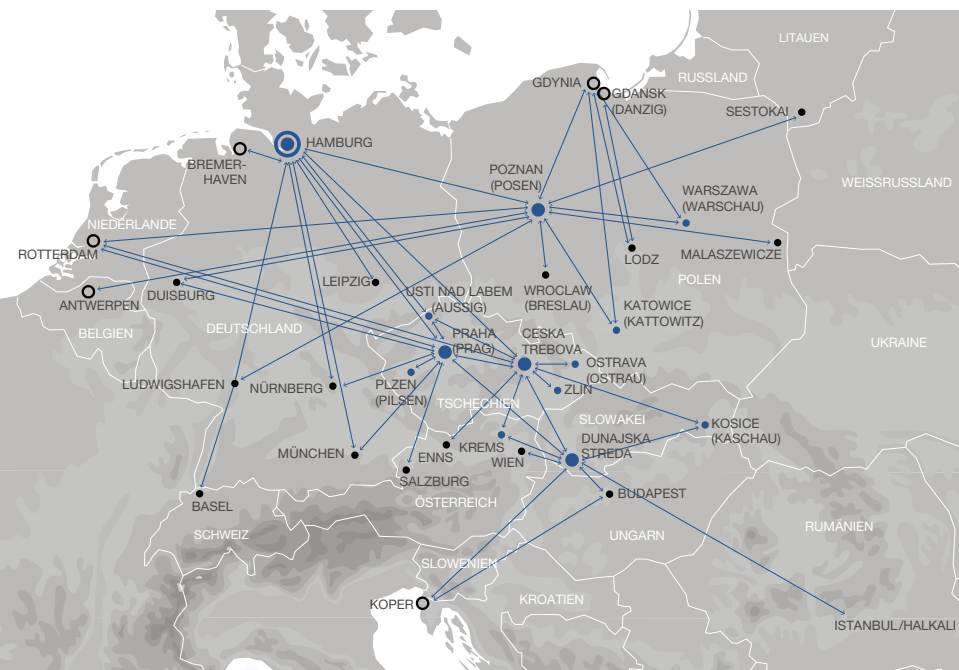 LITAUEN
RUSSLAND
GDYNIA
GDANSK
(DANZIG)
SESTOKAI
HAMBURG
BREMER-
HAVEN
POZNAN
(POSEN)
WEISSRUSSLAND
WARSZAWA
(WARSCHAU)
NIEDERLANDE
ROTTERDAM
MALASZEWICZE
LODZ
POLEN
LEIPZIG
DUISBURG
WROCLAW
(BRESLAU)
USTI NAD LABEM
(AUSSIG)
ANTWERPEN
KATOWICE
(KATTOWITZ)
DEUTSCHLAND
BELGIEN
PRAHA
(PRAG)
CESKA
TREBOVA
UKRAINE
OSTRAVA
(OSTRAU)
LUDWIGSHAFEN
NÜRNBERG
PLZEN
(PILSEN)
ZLIN
TSCHECHIEN
SLOWAKEI
KOSICE
(KASCHAU)
DUNAJSKA
STREDA
MÜNCHEN
ENNS
KREMS
WIEN
SALZBURG
BUDAPEST
ÖSTERREICH
BASEL
SCHWEIZ
UNGARN
RUMÄNIEN
SLOWENIEN
KOPER
KROATIEN
ISTANBUL/HALKALI